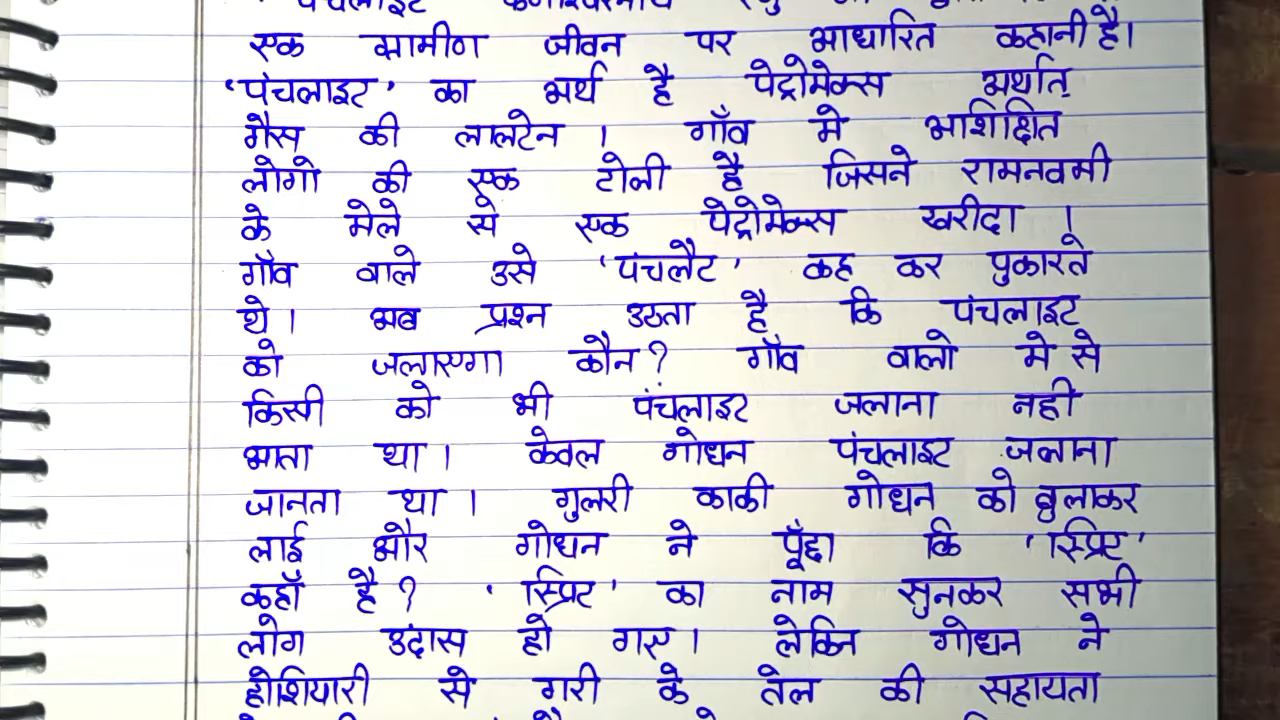 पंचलाइट
एक ग्रामीण जीवन पर आधारित कहानी है।
'पंचलाइट' का अर्थ है पेट्रोमेक्स अर्थात्
गैस की लालटेन । गाँव मे अशिक्षित
लोगो की एक टोली है जिसने रामनवमी
के मेले से एक पेट्रोमेक्स खरीदा ।
गाँव वाले उसे 'पंचलैट' कह कर पुकारते
थे । अब प्रश्न उठता है कि पंचलाइट
को जलाएगा कौन? गाँव वालो मे से
किसी को भी पंचलाइट जलाना नही
आता था । केवल गोधन पंचलाइट जलाना
जानता था । गुलरी काकी गोधन को बुलाकर
लाई और गोधन ने पूँछा कि 'स्प्रिट'
कहाँ है? 'स्प्रिट' का नाम सुनकर सभी
लोग उदास हो गए। लेकिन गोधन ने
होशियारी से गरी के तेल की सहायता